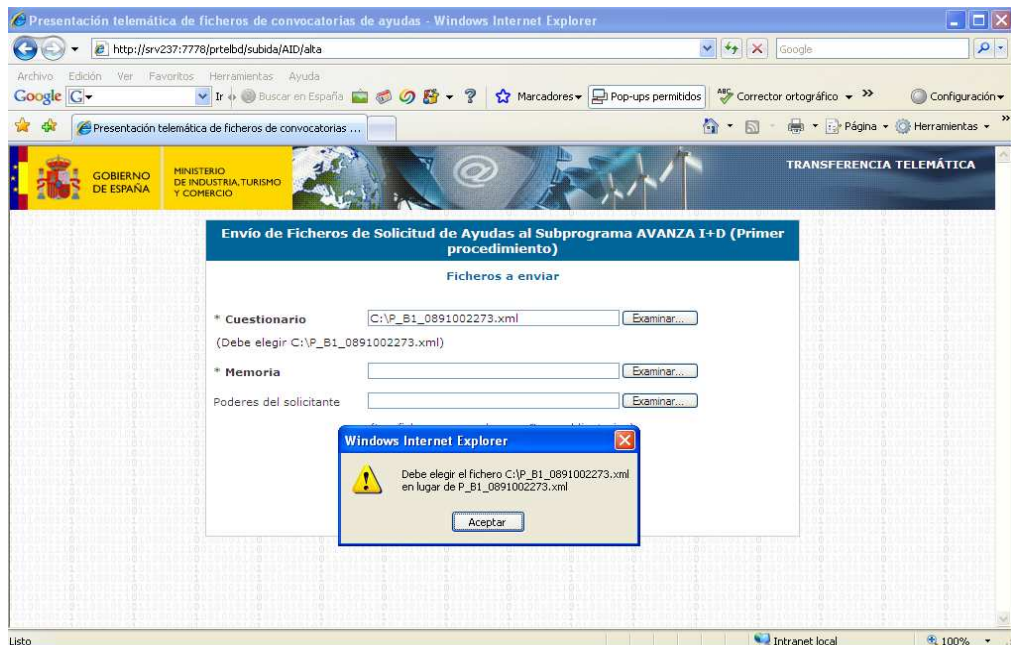 Presentación telemática de ficheros de convocatorias de ayudas - Windows Internet Explorer
http://srv237:7778/prtelbd/subida/AID/alta
Google
Archivo Edición Ver Favoritos Herramientas Ayuda
Google G Ir Buscar en España ? Marcadores Pop-ups permitidos ABC Corrector ortográfico >> Configuración
Presentación telemática de ficheros de convocatorias ... Página Herramientas >>
GOBIERNO DE ESPAÑA
MINISTERIO
DE INDUSTRIA, TURISMO
Y COMERCIO
@
TRANSFERENCIA TELEMÁTICA
Envío de Ficheros de Solicitud de Ayudas al Subprograma AVANZA I+D (Primer
procedimiento)
Ficheros a enviar
* Cuestionario C:\P_B1_0891002273.xml Examinar...
(Debe elegir C:\P_B1_0891002273.xml)
* Memoria Examinar...
Poderes del solicitante Examinar...
Windows Internet Explorer
Debe elegir el fichero C:\P_B1_0891002273.xml
en lugar de P_B1_0891002273.xml
Aceptar
Listo Intranet local 100%